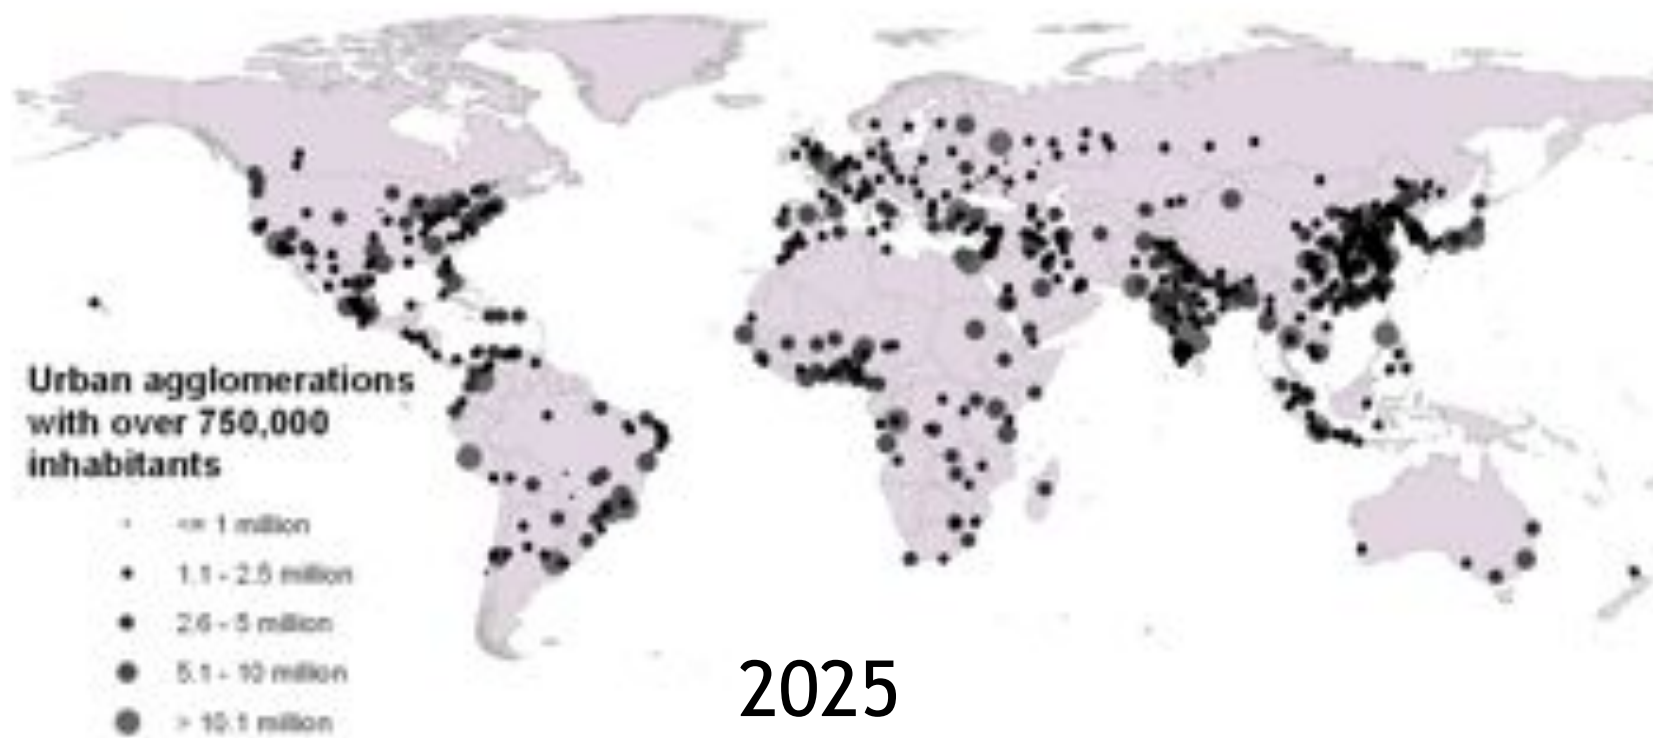 Urban agglomerations
with over 750,000
inhabitants
<= 1 million
1.1 - 2.5 million
2.6 - 5 million
5.1 - 10 million
> 10.1 million
2025